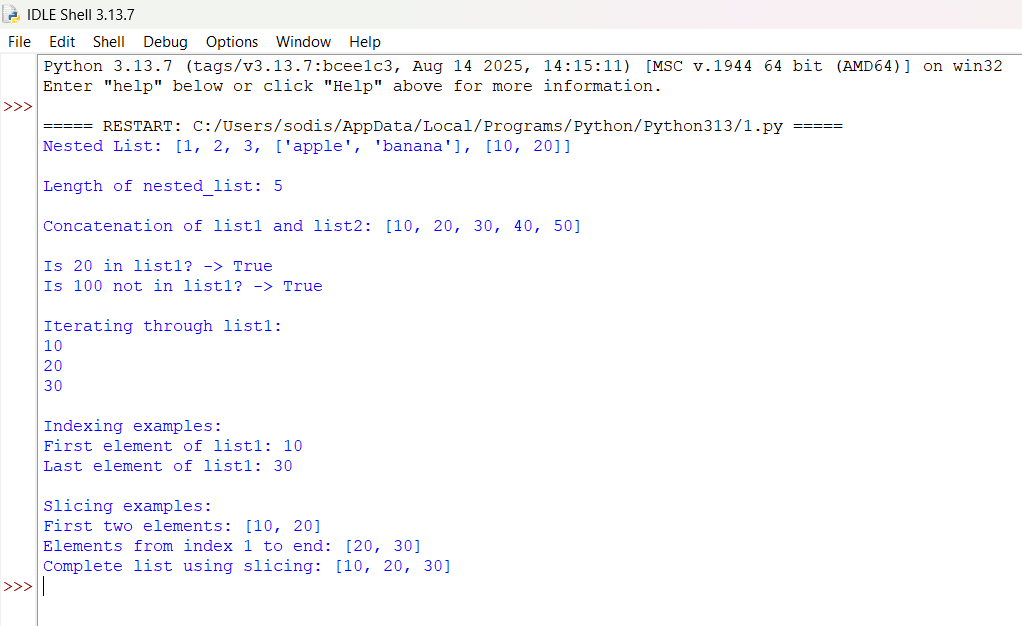 IDLE Shell 3.13.7
File Edit Shell Debug Options Window Help
Python 3.13.7 (tags/v3.13.7:bcee1c3, Aug 14 2025, 14:15:11) [MSC v.1944 64 bit (AMD64)] on win32
Enter "help" below or click "Help" above for more information.
>>>
===== RESTART: C:/Users/sodis/AppData/Local/Programs/Python/Python313/1.py =====
Nested List: [1, 2, 3, ['apple', 'banana'], [10, 20]]
Length of nested_list: 5
Concatenation of list1 and list2: [10, 20, 30, 40, 50]
Is 20 in list1? -> True
Is 100 not in list1? -> True
Iterating through list1:
10
20
30
Indexing examples:
First element of list1: 10
Last element of list1: 30
Slicing examples:
First two elements: [10, 20]
Elements from index 1 to end: [20, 30]
Complete list using slicing: [10, 20, 30]
>>>